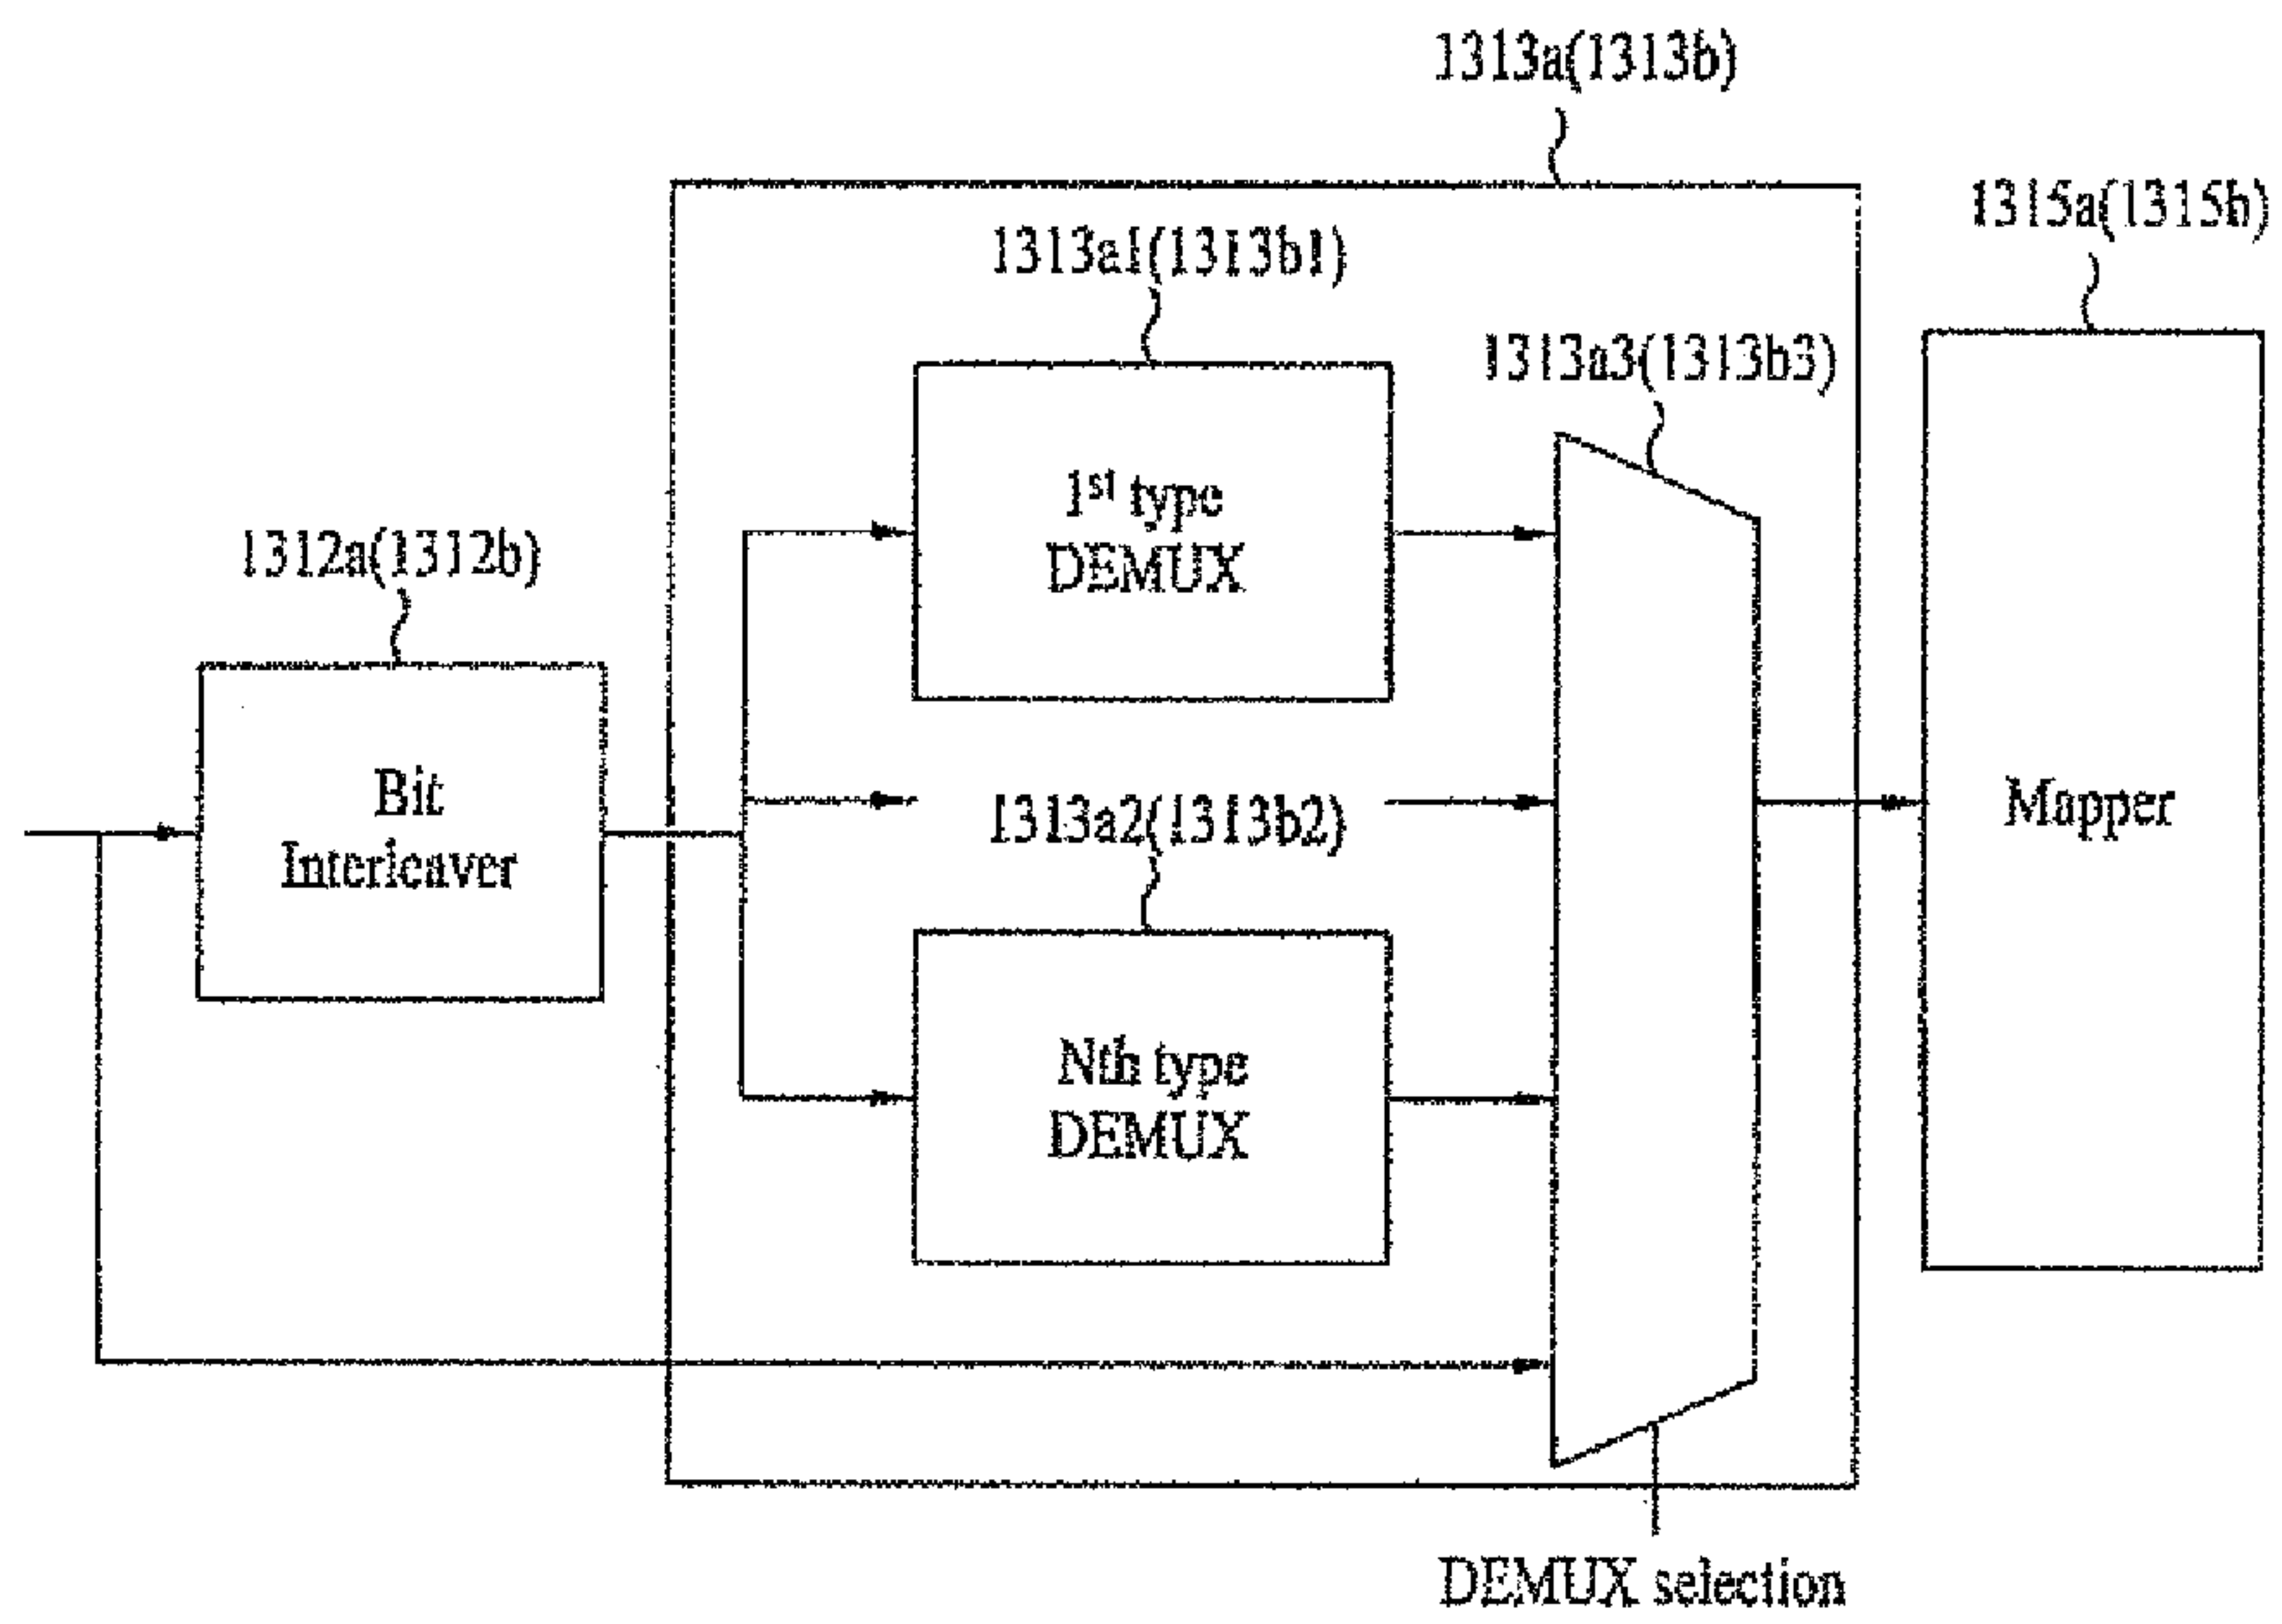 1313a(1313b)
1315a(1315b)
1313a1(1313b1)
1313a3(1313b3)
1st type
DEMUX
1312a(1312b)
Bit
Interleaver
1313a2(1313b2)
Mapper
Nth type
DEMUX
DEMUX selection